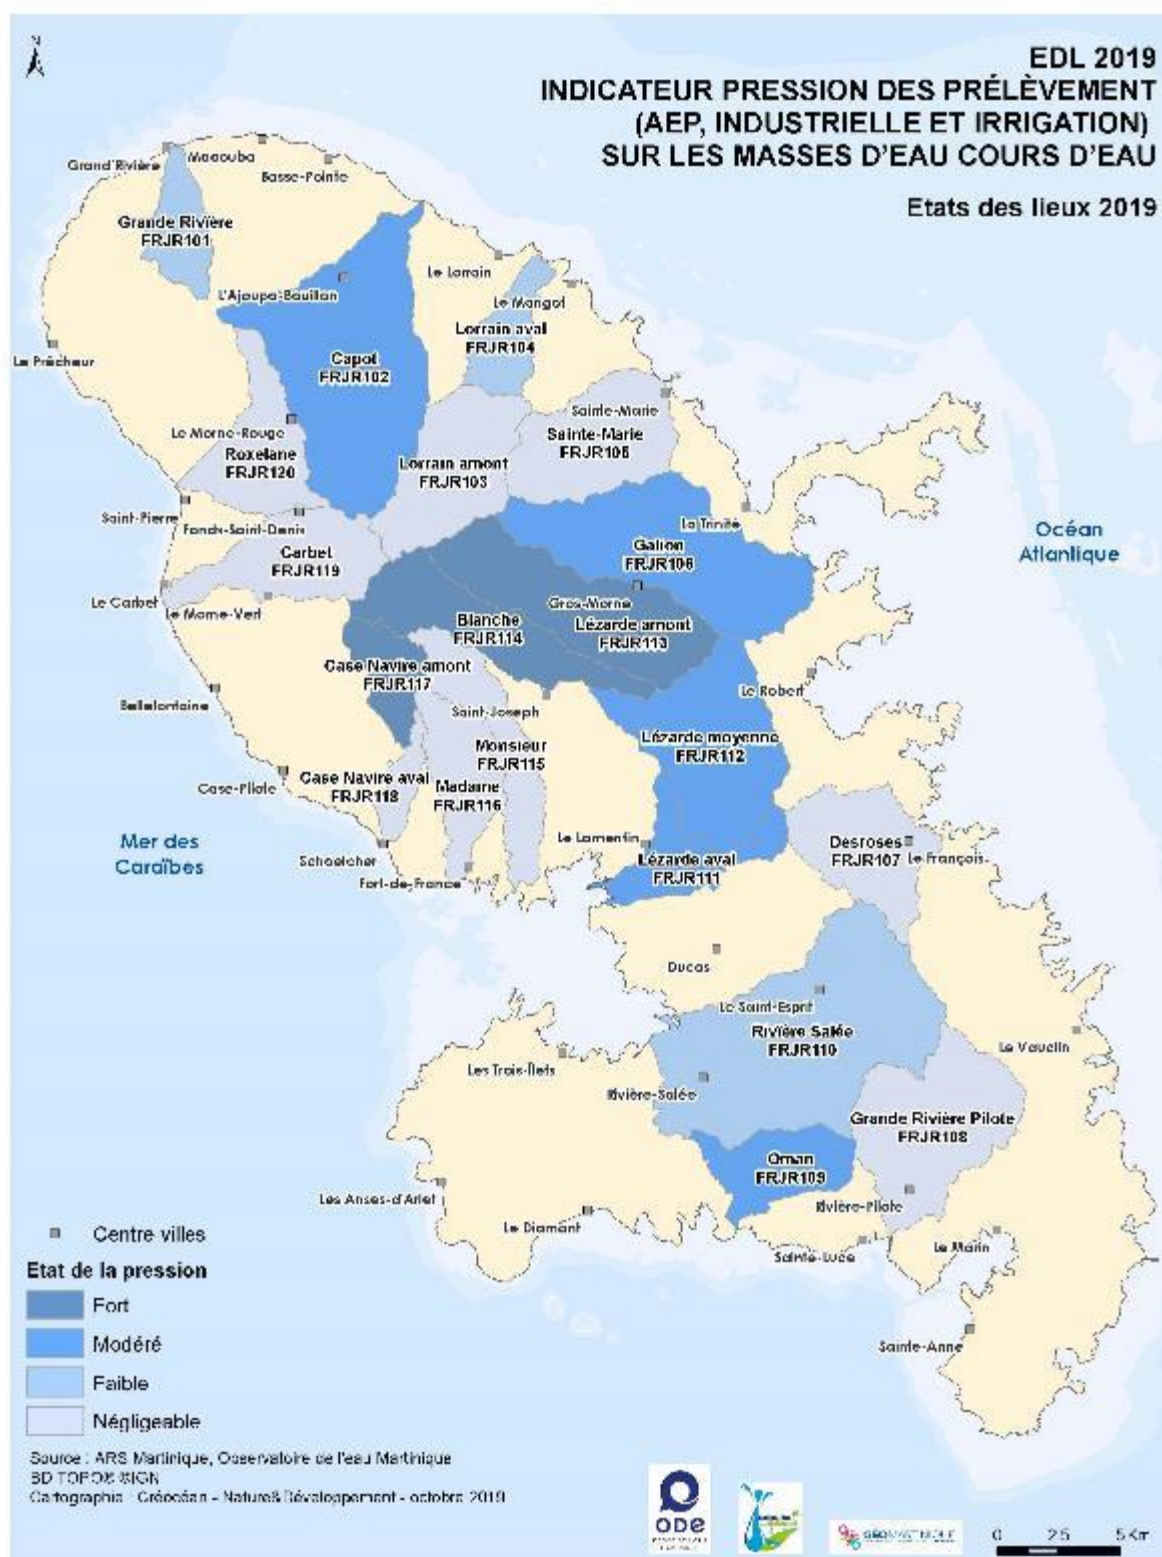 N
EDL 2019
INDICATEUR PRESSION DES PRÉLÈVEMENT
(AEP, INDUSTRIELLE ET IRRIGATION)
SUR LES MASSES D'EAU COURS D'EAU
Etats des lieux 2019
Grand'Rivière
Macouba
Basse-Pointe
Grande Rivière
FRJR101
L'Ajoupa-Bouillon
Le Lorrain
Le Marigot
Lorrain aval
FRJR104
Capot
FRJR102
Le Prêcheur
Sainte-Marie
Sainte-Marie
FRJR105
Le Morne-Rouge
Roxelane
FRJR120
Lorrain amont
FRJR103
Saint-Pierre
Fonds-Saint-Denis
La Trinité
Océan
Atlantique
Carbet
FRJR119
Galion
FRJR106
Le Carbet
Le Morne-Vert
Gros-Morne
Blanche
FRJR114
Lézarde amont
FRJR113
Case Navire amont
FRJR117
Le Robert
Bellefontaine
Saint-Joseph
Lézarde moyenne
FRJR112
Monsieur
FRJR115
Case-Pilote
Case Navire aval
FRJR118
Madame
FRJR116
Mer des
Caraïbes
Le Lamentin
Desroses
FRJR107
Le François
Schoelcher
Lézarde aval
FRJR111
Fort-de-France
Ducos
Le Saint-Esprit
Rivière Salée
FRJR110
Le Vauclin
Les Trois-Îlets
Rivière-Salée
Grande Rivière Pilote
FRJR108
Oman
FRJR109
Les Anses-d'Arlet
Rivière-Pilote
Le Diamant
Sainte-Luce
Le Marin
Sainte-Anne
Centre villes
Etat de la pression
Fort
Modéré
Faible
Négligeable
Source : ARS Martinique, Observatoire de l'eau Martinique
BD TOPO® ©IGN
Cartographie : Créocéan - Nature&Développement - octobre 2019
ODE
GEOMARTINIQUE
0 2.5 5 Km